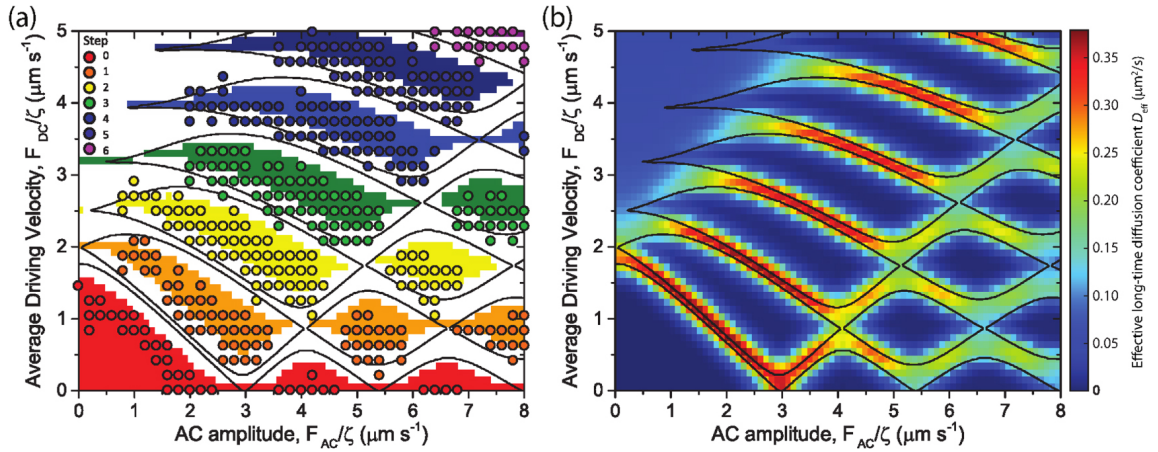 (a)
Average Driving Velocity, F_DC/ζ (μm s⁻¹)
5
4
3
2
1
0
Step
0
1
2
3
4
5
6
0 1 2 3 4 5 6 7 8
AC amplitude, F_AC/ζ (μm s⁻¹)
(b)
Average Driving Velocity, F_DC/ζ (μm s⁻¹)
5
4
3
2
1
0
0 1 2 3 4 5 6 7 8
AC amplitude, F_AC/ζ (μm s⁻¹)
0.35
0.30
0.25
0.20
0.15
0.10
0.05
0
Effective long-time diffusion coefficient D_eff (μm²/s)